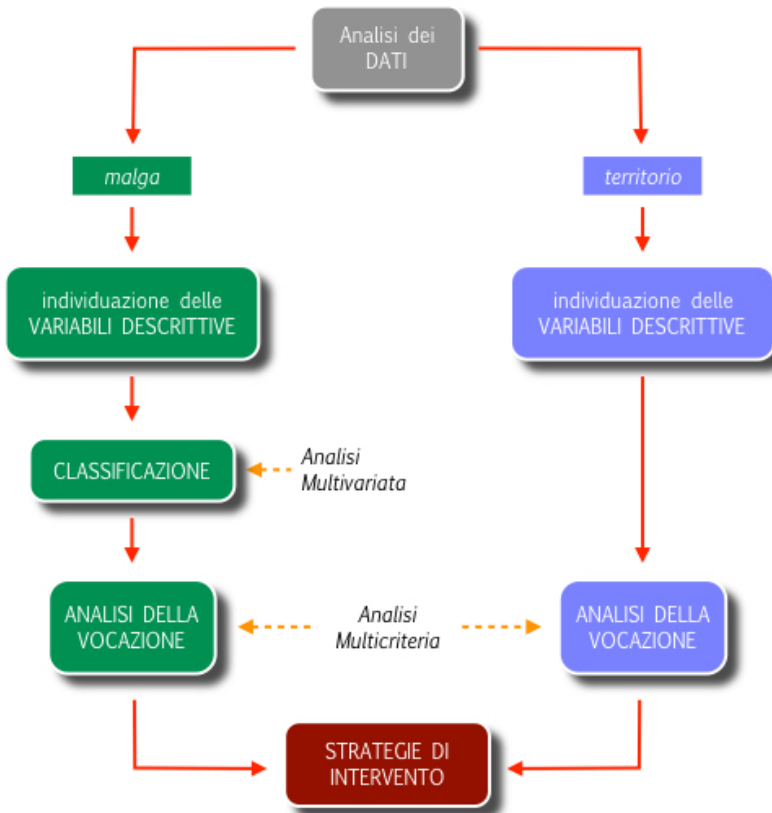 Analisi dei
DATI
malga
territorio
individuazione delle
VARIABILI DESCRITTIVE
individuazione delle
VARIABILI DESCRITTIVE
CLASSIFICAZIONE
Analisi
Multivariata
ANALISI DELLA
VOCAZIONE
Analisi
Multicriteria
ANALISI DELLA
VOCAZIONE
STRATEGIE DI
INTERVENTO